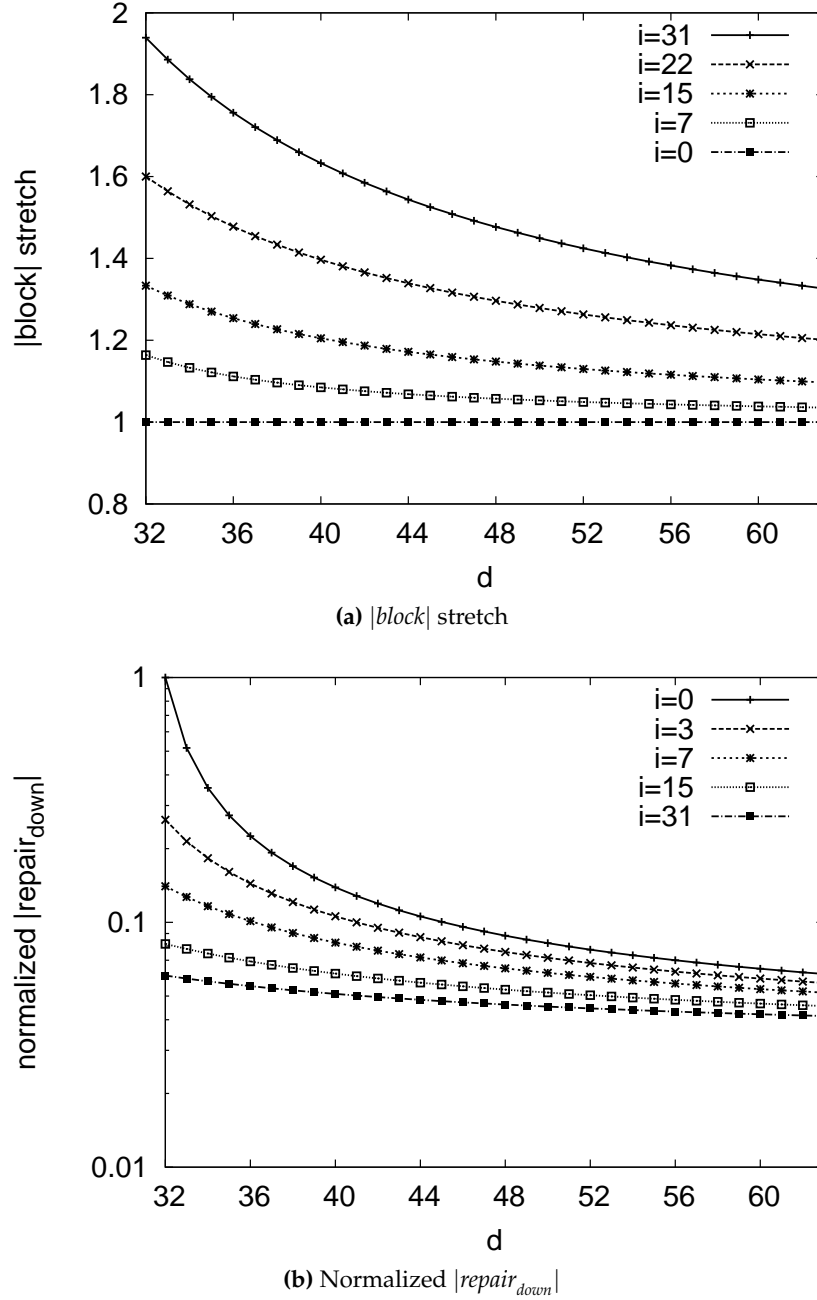 2
1.8
1.6
1.4
1.2
1
0.8
|block| stretch
i=31
i=22
i=15
i=7
i=0
32 36 40 44 48 52 56 60
d
(a) |block| stretch
1
0.1
0.01
normalized |repair_down|
i=0
i=3
i=7
i=15
i=31
32 36 40 44 48 52 56 60
d
(b) Normalized |repair_down|